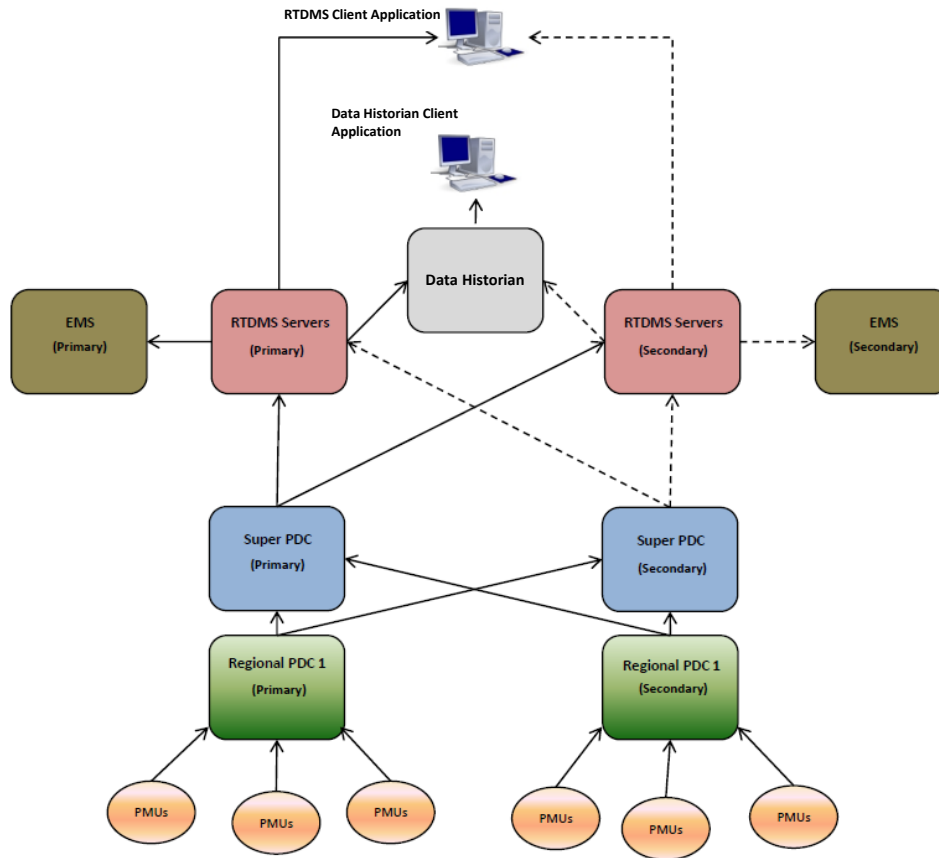 RTDMS Client Application
Data Historian Client
Application
Data Historian
EMS
(Primary)
RTDMS Servers
(Primary)
RTDMS Servers
(Secondary)
EMS
(Secondary)
Super PDC
(Primary)
Super PDC
(Secondary)
Regional PDC 1
(Primary)
Regional PDC 1
(Secondary)
PMUs
PMUs
PMUs
PMUs
PMUs
PMUs